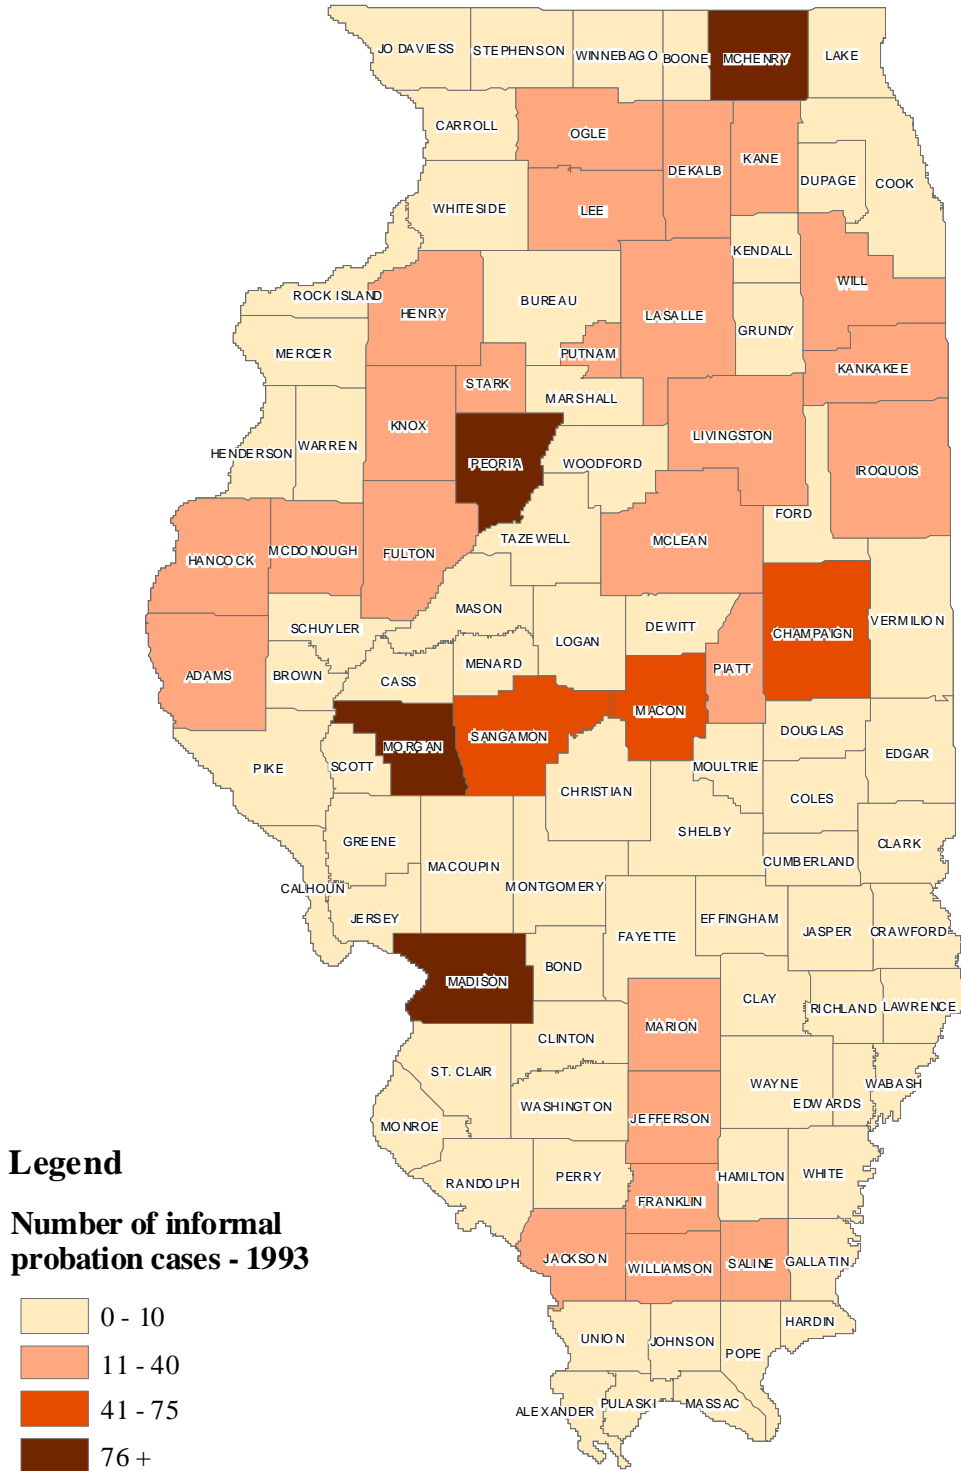 JO DAVIESS
STEPHENSON
WINNEBAGO
BOONE
MCHENRY
LAKE
CARROLL
OGLE
DEKALB
KANE
DUPAGE
COOK
WHITESIDE
LEE
KENDALL
ROCK ISLAND
HENRY
BUREAU
LASALLE
WILL
GRUNDY
MERCER
PUTNAM
KANKAKEE
STARK
MARSHALL
KNOX
LIVINGSTON
HENDERSON
WARREN
PEORIA
WOODFORD
IROQUOIS
FORD
HANCOCK
MCDONOUGH
FULTON
TAZEWELL
MCLEAN
MASON
SCHUYLER
LOGAN
DEWITT
CHAMPAIGN
VERMILION
ADAMS
BROWN
CASS
MENARD
PIATT
MACON
SANGAMON
MORGAN
DOUGLAS
EDGAR
PIKE
SCOTT
MOULTRIE
CHRISTIAN
COLES
SHELBY
GREENE
MACOUPIN
CUMBERLAND
CLARK
CALHOUN
MONTGOMERY
JERSEY
FAYETTE
EFFINGHAM
JASPER
CRAWFORD
MADISON
BOND
CLAY
RICHLAND
LAWRENCE
MARION
CLINTON
ST. CLAIR
WAYNE
EDWARDS
WABASH
WASHINGTON
JEFFERSON
MONROE
RANDOLPH
PERRY
HAMILTON
WHITE
FRANKLIN
JACKSON
WILLIAMSON
SALINE
GALLATIN
UNION
JOHNSON
POPE
HARDIN
ALEXANDER
PULASKI
MASSAC
Legend
Number of informal
probation cases - 1993
0 - 10
11 - 40
41 - 75
76 +